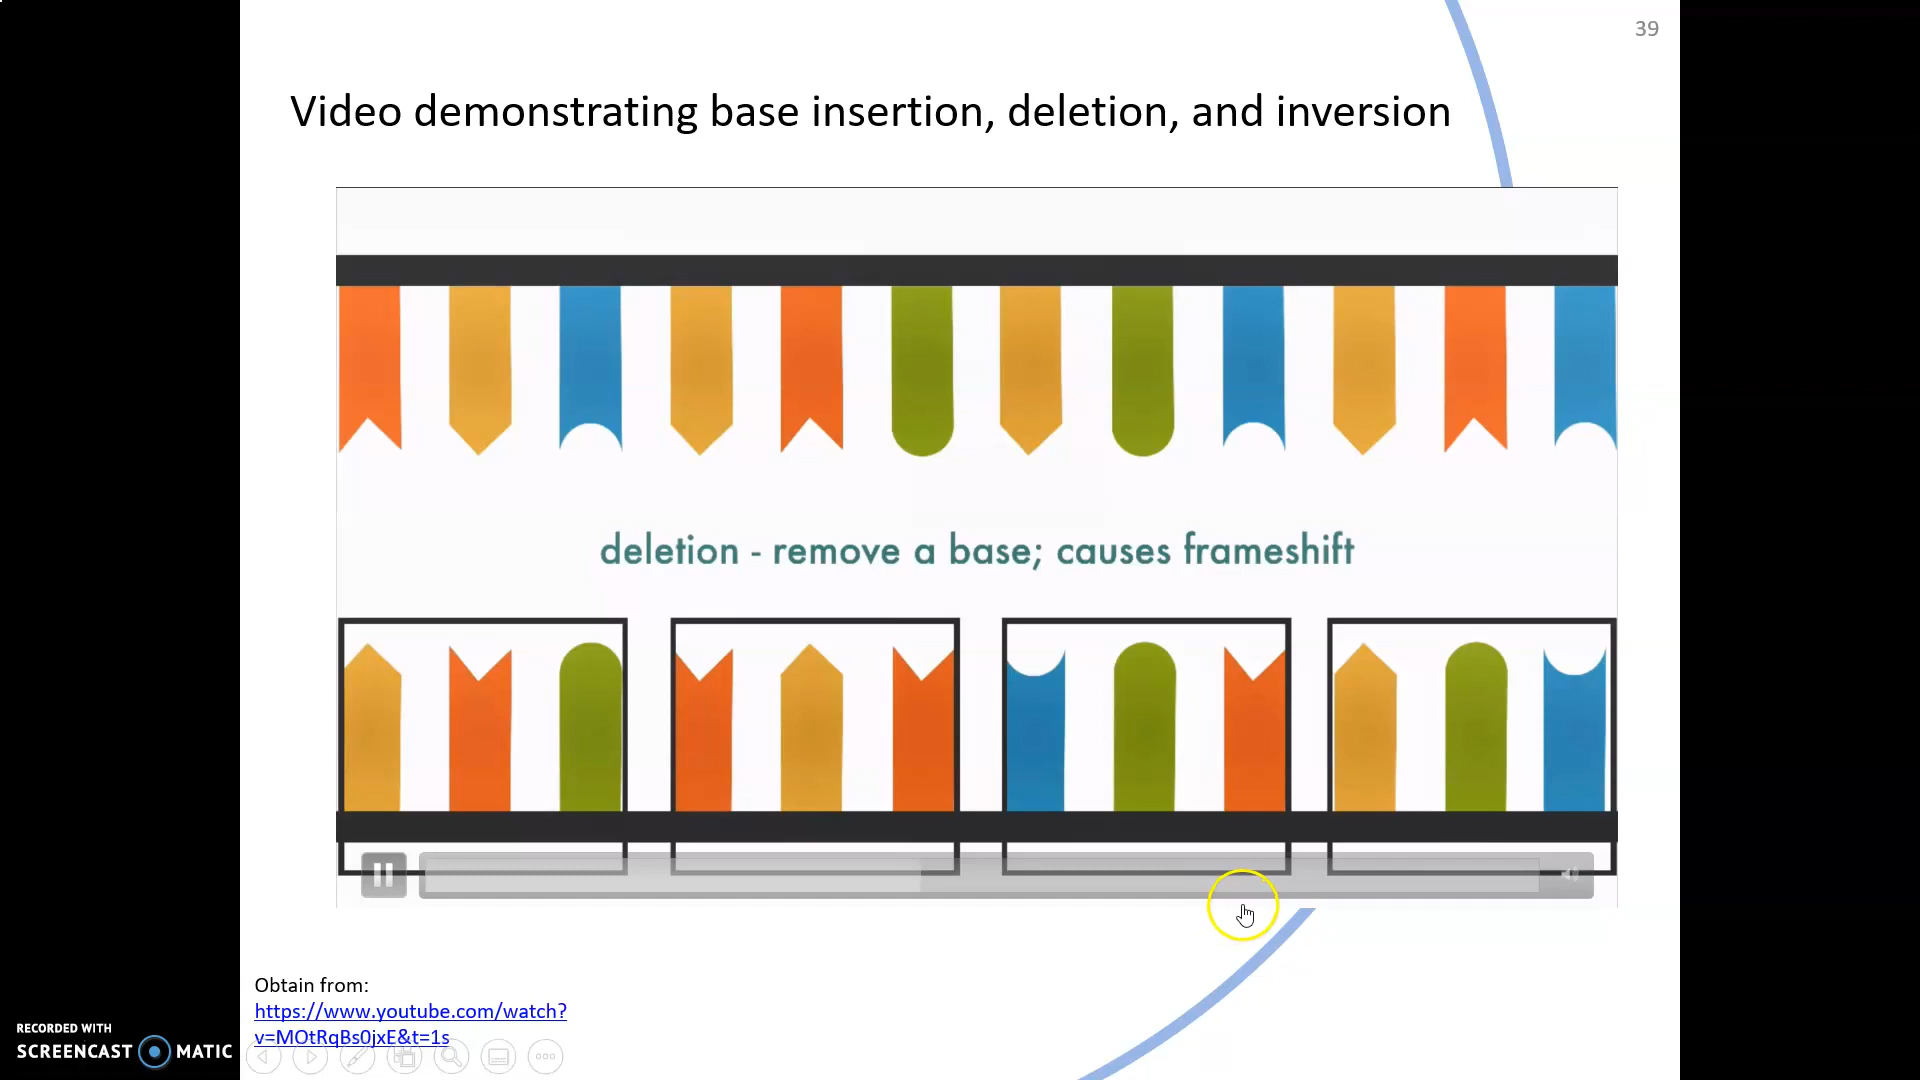 39
Video demonstrating base insertion, deletion, and inversion
deletion - remove a base; causes frameshift
Obtain from:
https://www.youtube.com/watch?
v=MOtRqBs0jxE&t=1s
RECORDED WITH
SCREENCAST MATIC